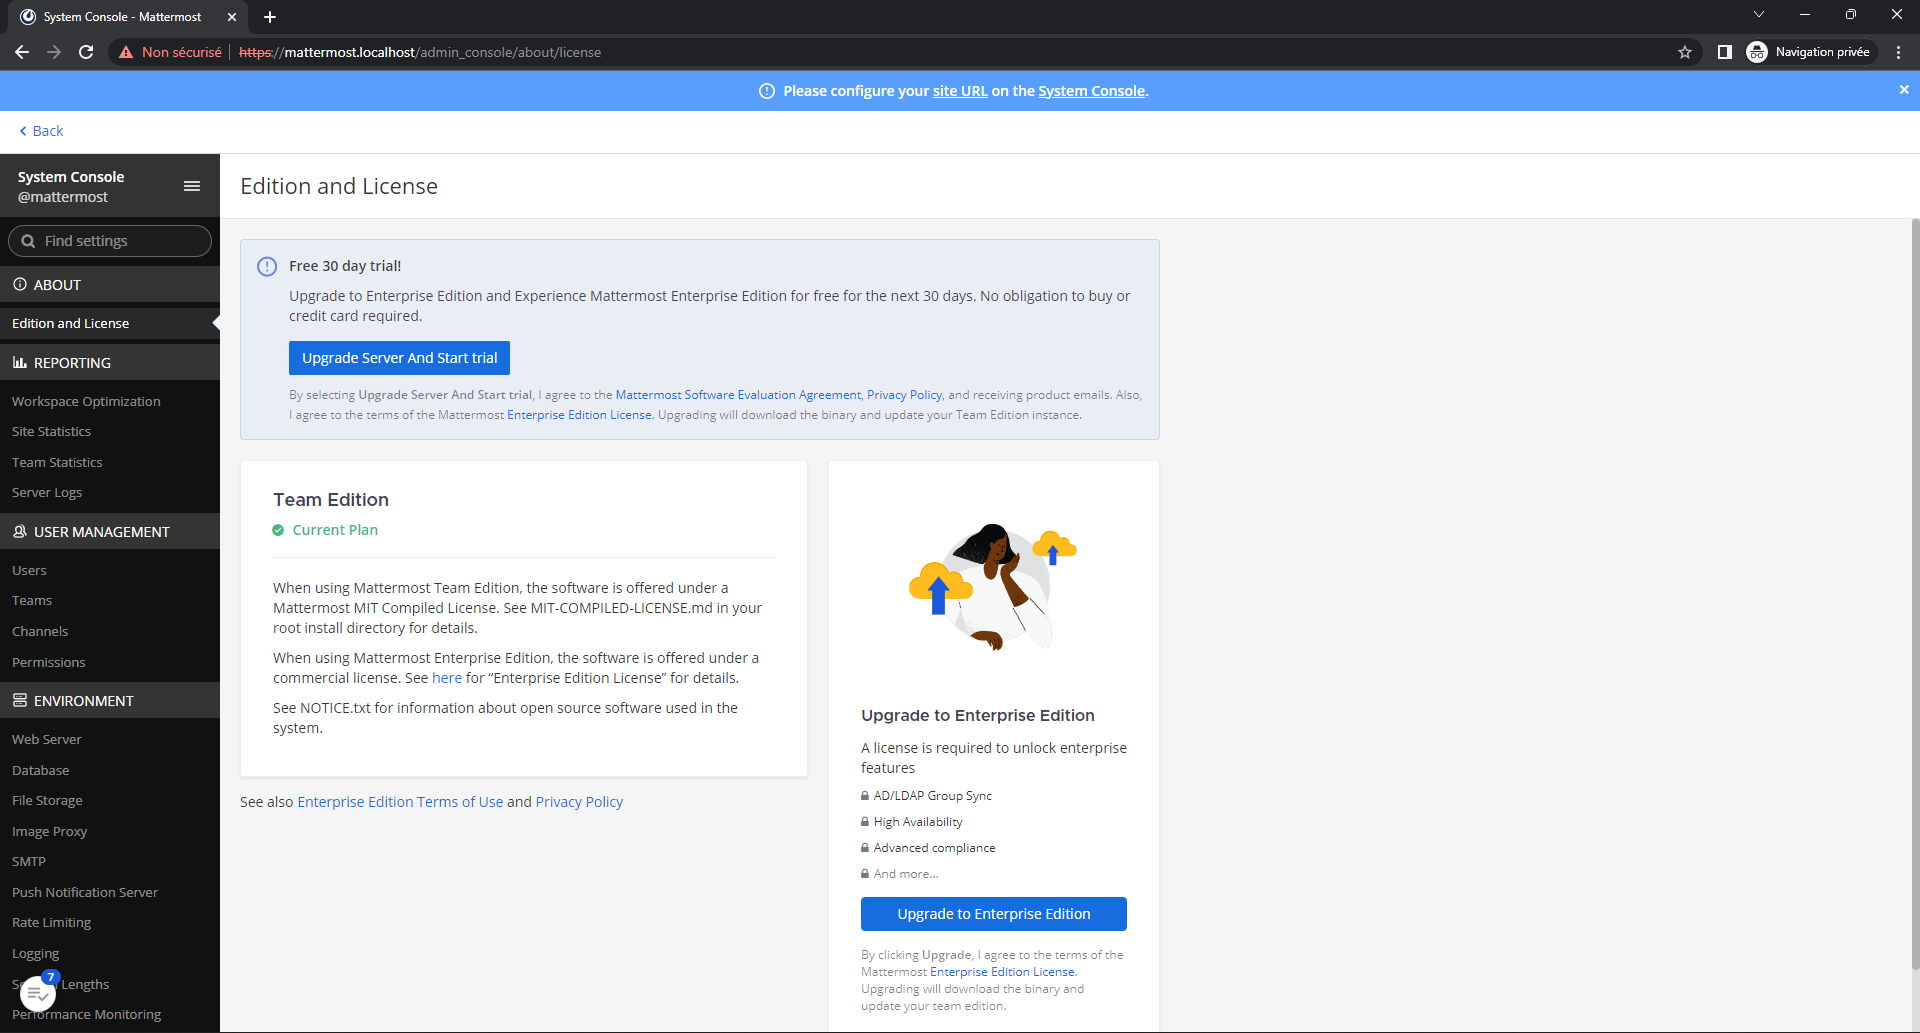 System Console - Mattermost
Non sécurisé
https://mattermost.localhost/admin_console/about/license
Navigation privée
Please configure your site URL on the System Console.
Back
System Console
@mattermost
Find settings
ABOUT
Edition and License
REPORTING
Workspace Optimization
Site Statistics
Team Statistics
Server Logs
USER MANAGEMENT
Users
Teams
Channels
Permissions
ENVIRONMENT
Web Server
Database
File Storage
Image Proxy
SMTP
Push Notification Server
Rate Limiting
Logging
7
Lengths
Performance Monitoring
Edition and License
Free 30 day trial!
Upgrade to Enterprise Edition and Experience Mattermost Enterprise Edition for free for the next 30 days. No obligation to buy or
credit card required.
Upgrade Server And Start trial
By selecting Upgrade Server And Start trial, I agree to the Mattermost Software Evaluation Agreement, Privacy Policy, and receiving product emails. Also,
I agree to the terms of the Mattermost Enterprise Edition License. Upgrading will download the binary and update your Team Edition instance.
Team Edition
Current Plan
When using Mattermost Team Edition, the software is offered under a
Mattermost MIT Compiled License. See MIT-COMPILED-LICENSE.md in your
root install directory for details.
When using Mattermost Enterprise Edition, the software is offered under a
commercial license. See here for “Enterprise Edition License” for details.
See NOTICE.txt for information about open source software used in the
system.
See also Enterprise Edition Terms of Use and Privacy Policy
Upgrade to Enterprise Edition
A license is required to unlock enterprise
features
AD/LDAP Group Sync
High Availability
Advanced compliance
And more...
Upgrade to Enterprise Edition
By clicking Upgrade, I agree to the terms of the
Mattermost Enterprise Edition License.
Upgrading will download the binary and
update your team edition.